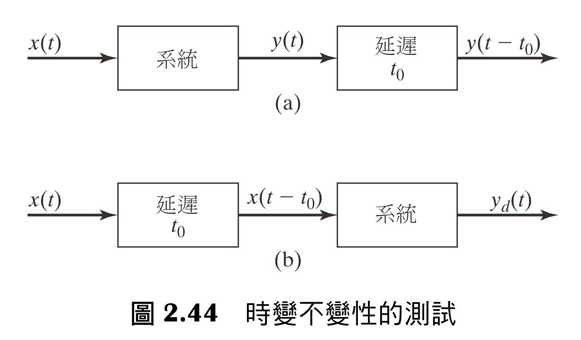 x(t) 系統 y(t) 延遲 t₀ y(t − t₀)
(a)
x(t) 延遲 t₀ x(t − t₀) 系統 y_d(t)
(b)
圖 2.44 時變不變性的測試